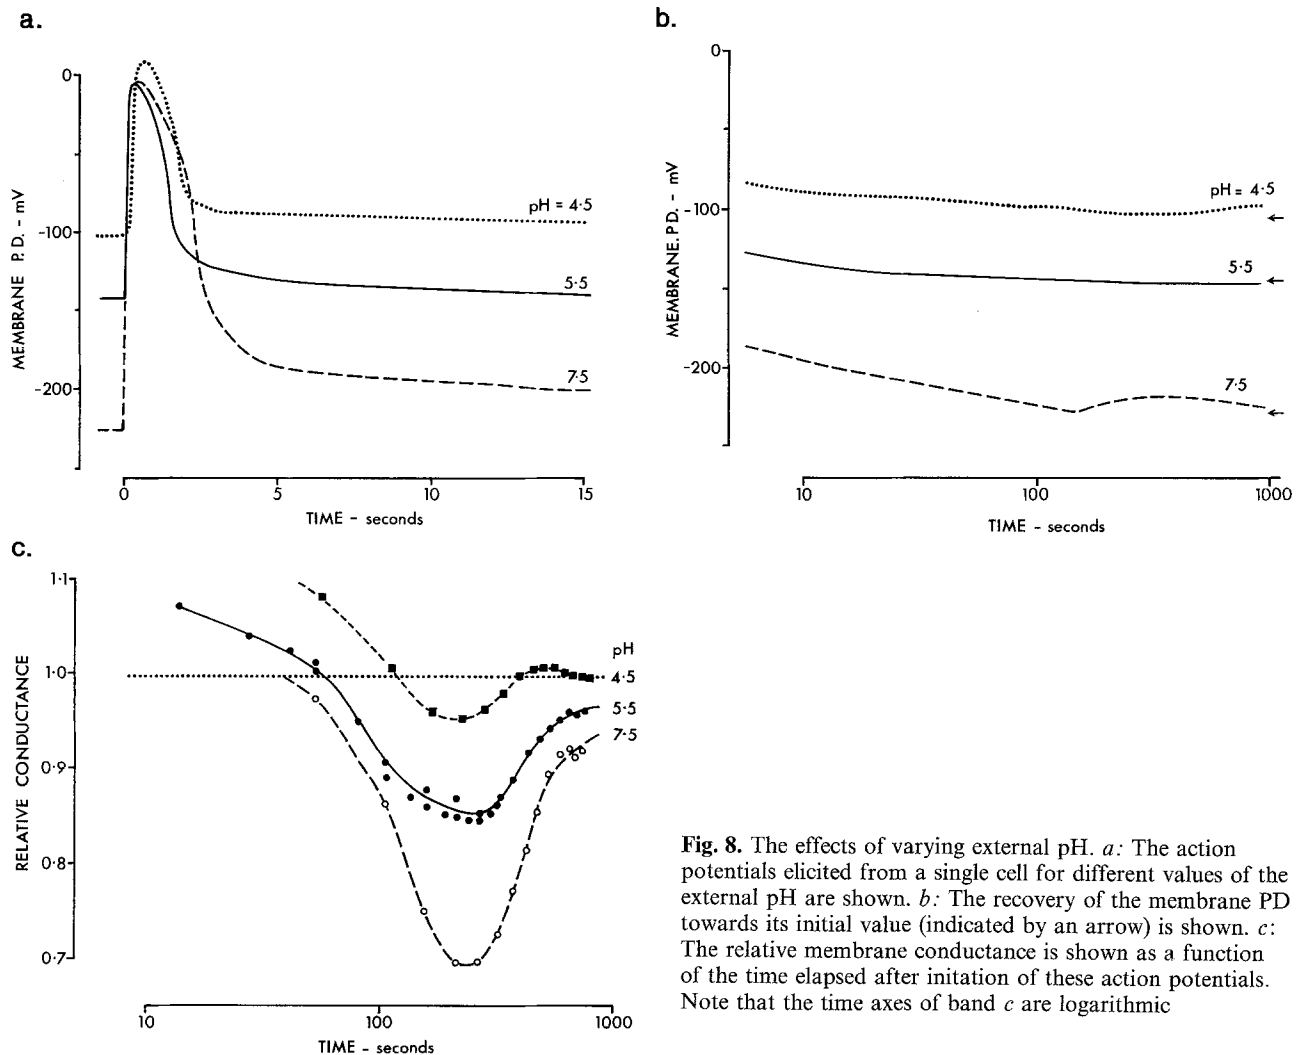 a.
0
-100
-200
MEMBRANE P.D. - mV
pH = 4·5
5·5
7·5
0 5 10 15
TIME - seconds
b.
0
-100
-200
MEMBRANE.P.D. - mV
pH = 4·5
5·5
7·5
10 100 1000
TIME - seconds
c.
1·1
1·0
0·9
0·8
0·7
RELATIVE CONDUCTANCE
pH
4·5
5·5
7·5
10 100 1000
TIME - seconds
Fig. 8. The effects of varying external pH. a: The action
potentials elicited from a single cell for different values of the
external pH are shown. b: The recovery of the membrane PD
towards its initial value (indicated by an arrow) is shown. c:
The relative membrane conductance is shown as a function
of the time elapsed after initation of these action potentials.
Note that the time axes of band c are logarithmic